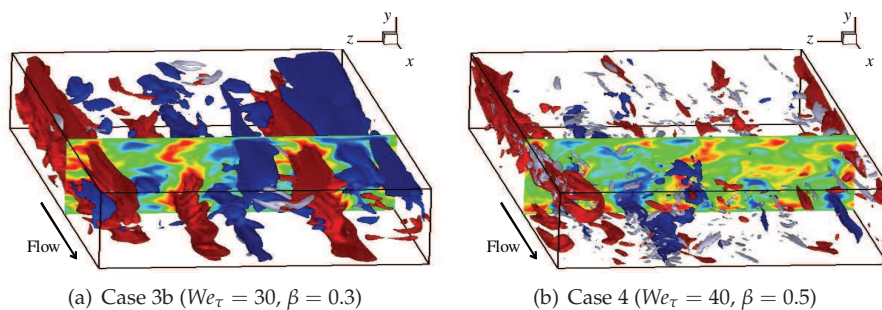 y
z
x
Flow
(a) Case 3b (We_τ = 30, β = 0.3)
y
z
x
Flow
(b) Case 4 (We_τ = 40, β = 0.5)